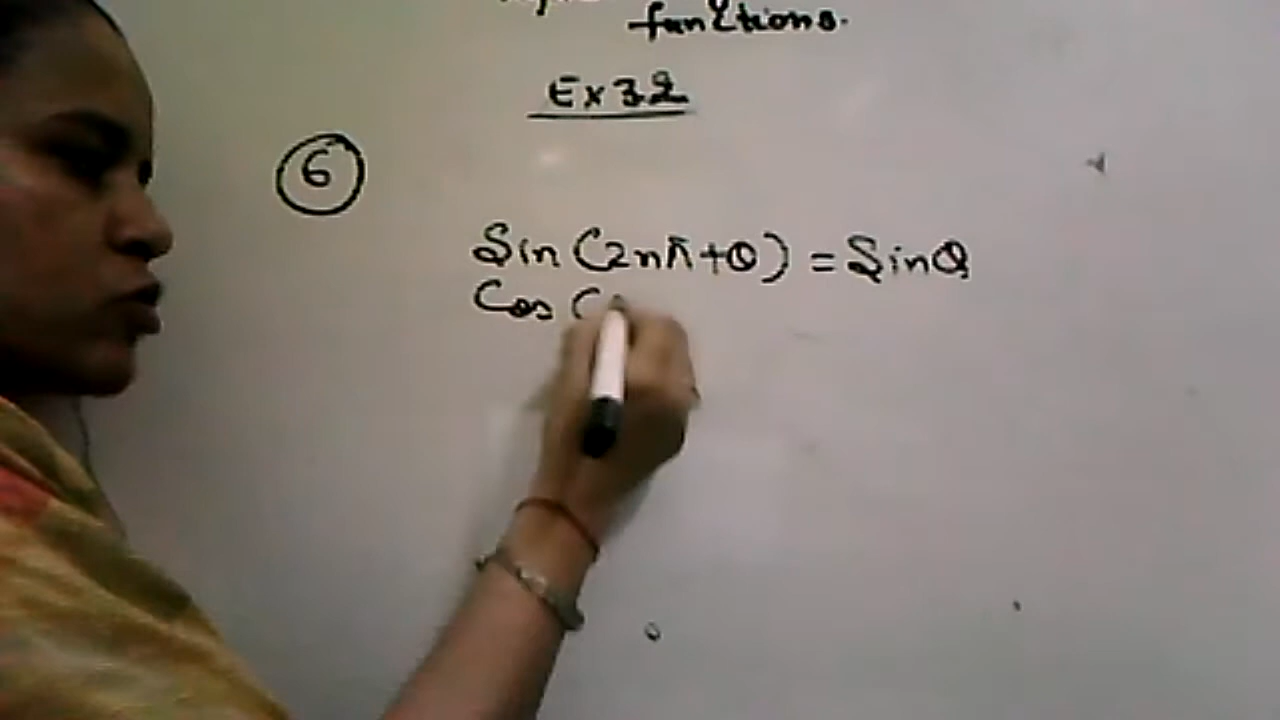 functions.
Ex 3.2
6
Sin (2nπ+θ) = Sinθ
Cos (